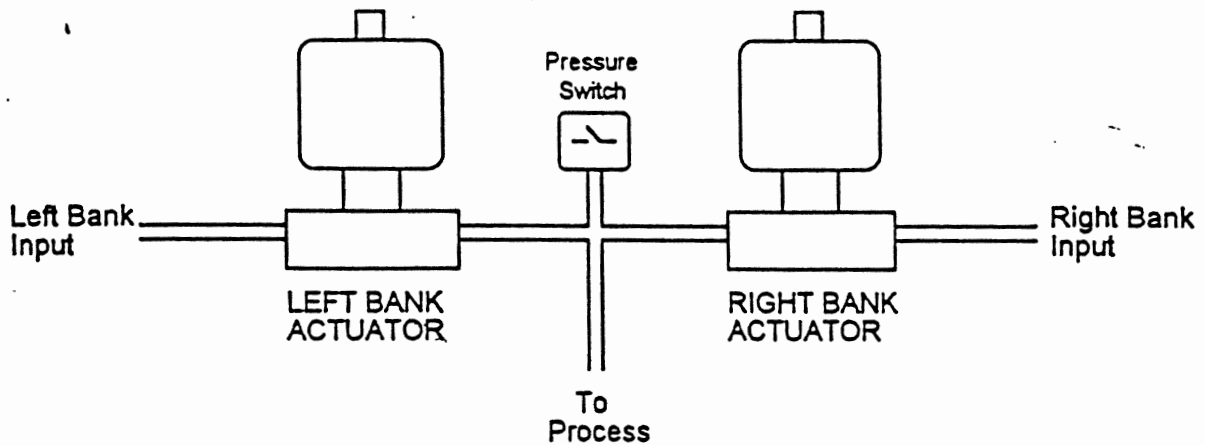 Pressure
Switch
Left Bank
Input
Right Bank
Input
LEFT BANK
ACTUATOR
RIGHT BANK
ACTUATOR
To
Process